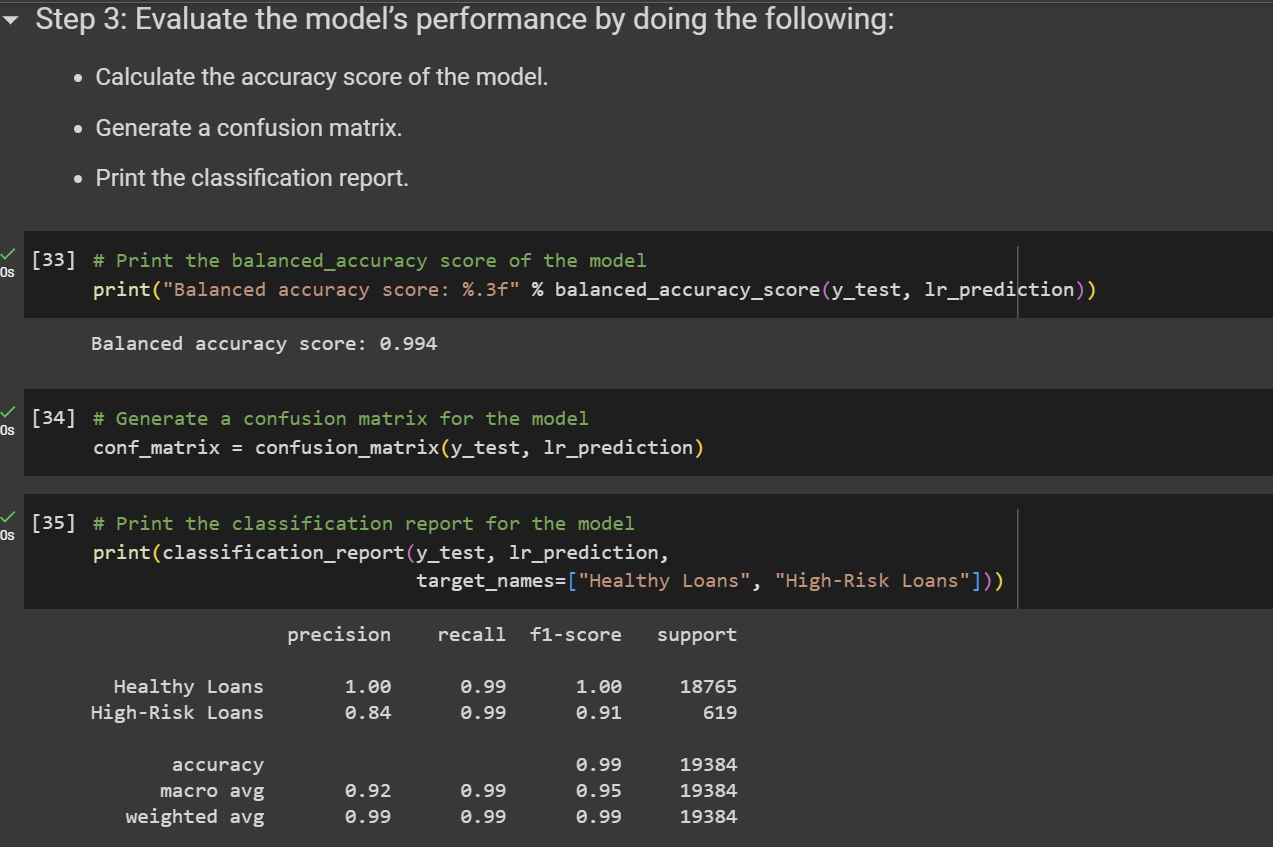 Step 3: Evaluate the model’s performance by doing the following:
• Calculate the accuracy score of the model.
• Generate a confusion matrix.
• Print the classification report.
[33] # Print the balanced_accuracy score of the model
0s print("Balanced accuracy score: %.3f" % balanced_accuracy_score(y_test, lr_prediction))
Balanced accuracy score: 0.994
[34] # Generate a confusion matrix for the model
0s conf_matrix = confusion_matrix(y_test, lr_prediction)
[35] # Print the classification report for the model
0s print(classification_report(y_test, lr_prediction,
target_names=["Healthy Loans", "High-Risk Loans"]))
precision recall f1-score support
Healthy Loans 1.00 0.99 1.00 18765
High-Risk Loans 0.84 0.99 0.91 619
accuracy 0.99 19384
macro avg 0.92 0.99 0.95 19384
weighted avg 0.99 0.99 0.99 19384